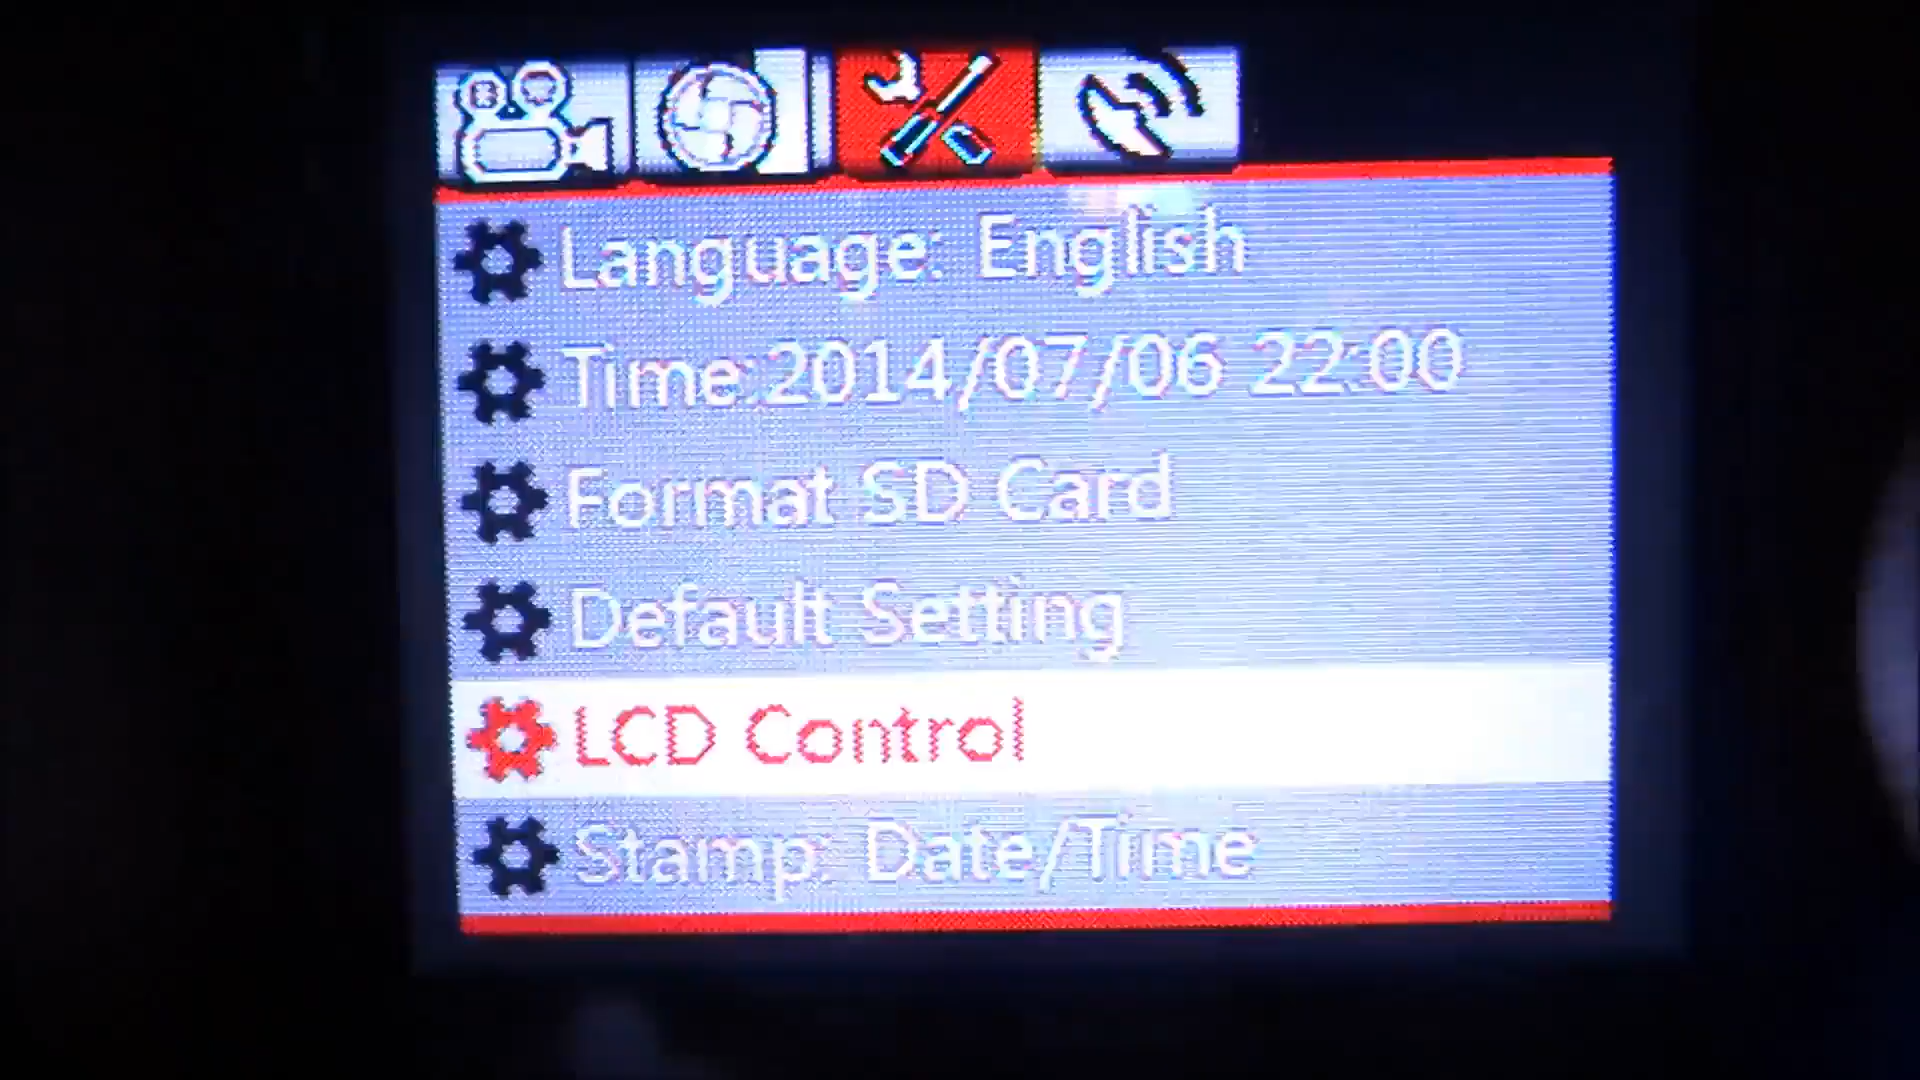 Language: English
Time:2014/07/06 22:00
Format SD Card
Default Setting
LCD Control
Stamp: Date/Time